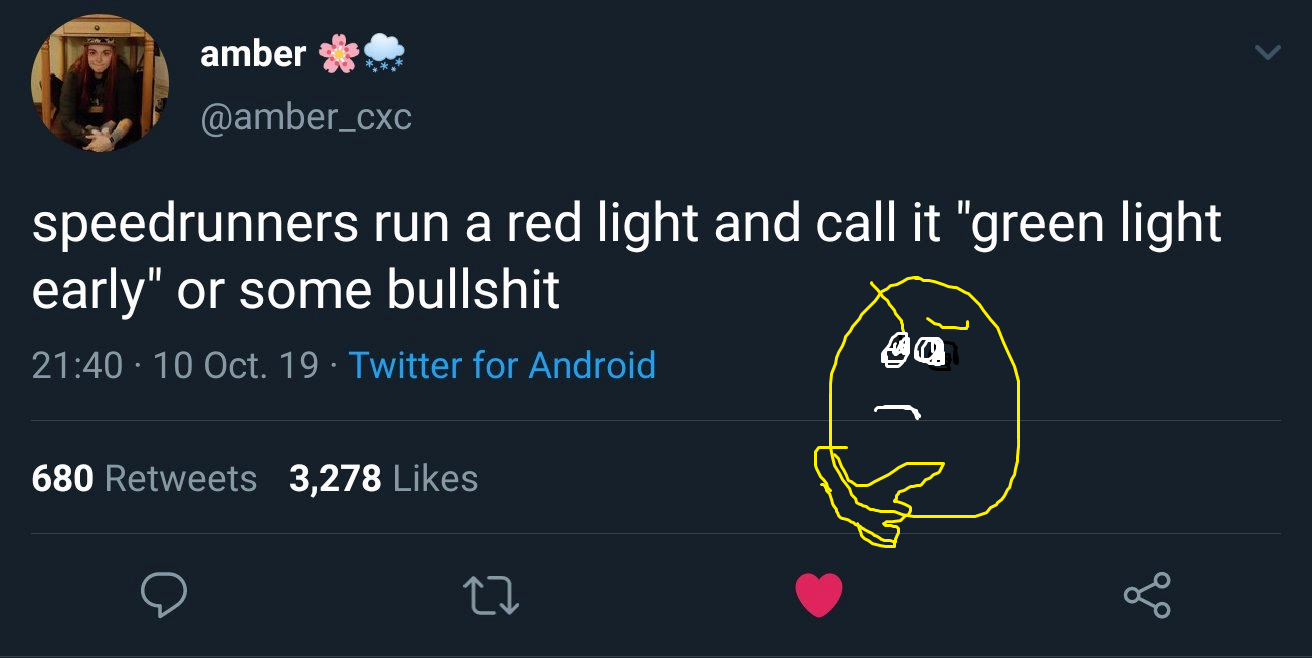 amber 🌸🌨️
@amber_cxc
speedrunners run a red light and call it "green light
early" or some bullshit
21:40 · 10 Oct. 19 · Twitter for Android
680 Retweets 3,278 Likes